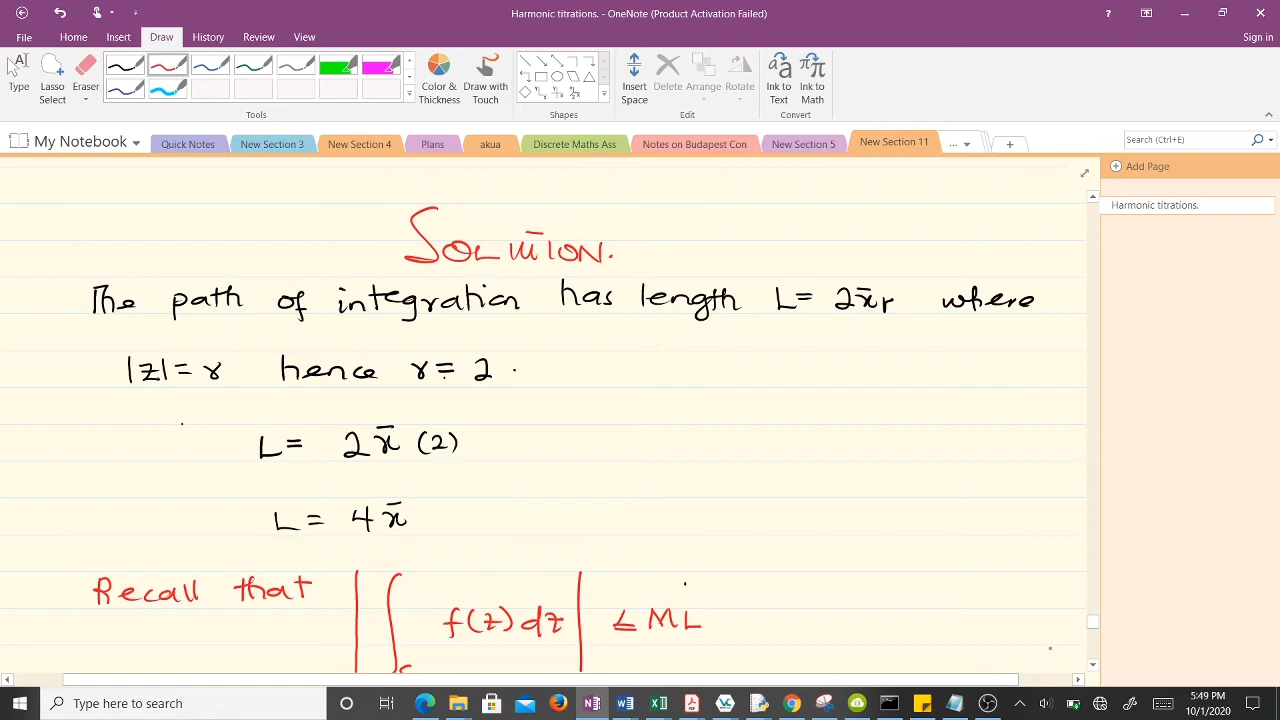 Harmonic titrations. - OneNote (Product Activation Failed)
File Home Insert Draw History Review View
Sign in
Type
Lasso Select
Eraser
Color & Thickness
Draw with Touch
Insert Space
Delete
Arrange
Rotate
Ink to Text
Ink to Math
Tools
Shapes
Edit
Convert
My Notebook
Quick Notes
New Section 3
New Section 4
Plans
akua
Discrete Maths Ass
Notes on Budapest Con
New Section 5
New Section 11
...
Search (Ctrl+E)
Add Page
Harmonic titrations.
SOLUTION.
The path of integration has length L= 2πr where
|z|= r hence r= 2 .
L= 2π (2)
L= 4π
Recall that | ∫c f(z) dz | ≤ ML
Type here to search
5:49 PM
10/1/2020